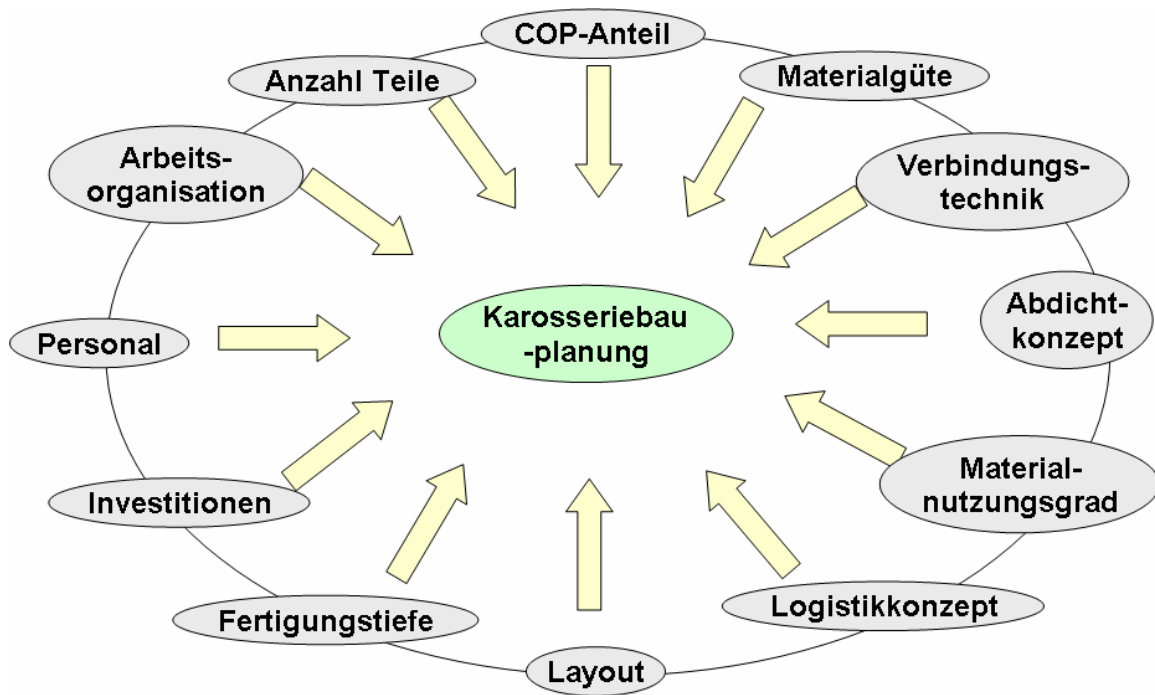 COP-Anteil
Anzahl Teile
Materialgüte
Arbeits-
organisation
Verbindungs-
technik
Karosseriebau
-planung
Abdicht-
konzept
Personal
Material-
nutzungsgrad
Investitionen
Logistikkonzept
Fertigungstiefe
Layout